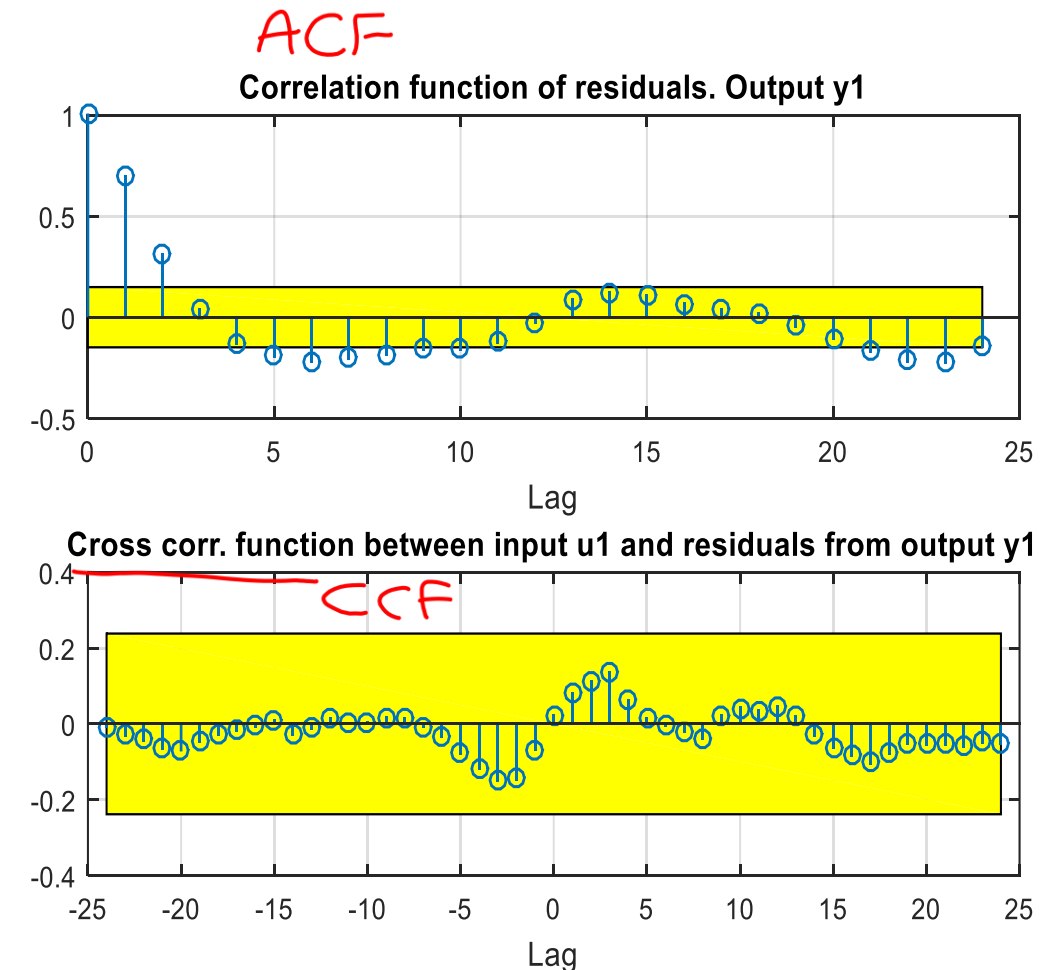 ACF
Correlation function of residuals. Output y1
1
0.5
0
-0.5
0 5 10 15 20 25
Lag
Cross corr. function between input u1 and residuals from output y1
CCF
0.4
0.2
0
-0.2
-0.4
-25 -20 -15 -10 -5 0 5 10 15 20 25
Lag